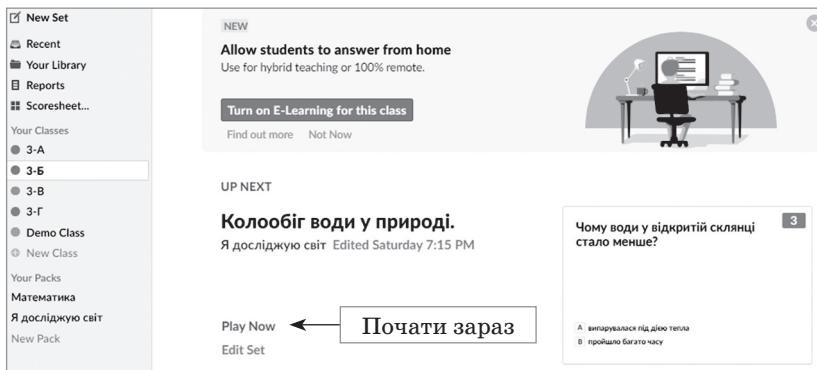 New Set
Recent
Your Library
Reports
Scoresheet...
Your Classes
3-А
3-Б
3-В
3-Г
Demo Class
New Class
Your Packs
Математика
Я досліджую світ
New Pack
NEW
Allow students to answer from home
Use for hybrid teaching or 100% remote.
Turn on E-Learning for this class
Find out more Not Now
UP NEXT
Колообіг води у природі.
Я досліджую світ Edited Saturday 7:15 PM
Play Now
Почати зараз
Edit Set
Чому води у відкритій склянці
стало менше?
3
A випарувалася під дією тепла
B пройшло багато часу